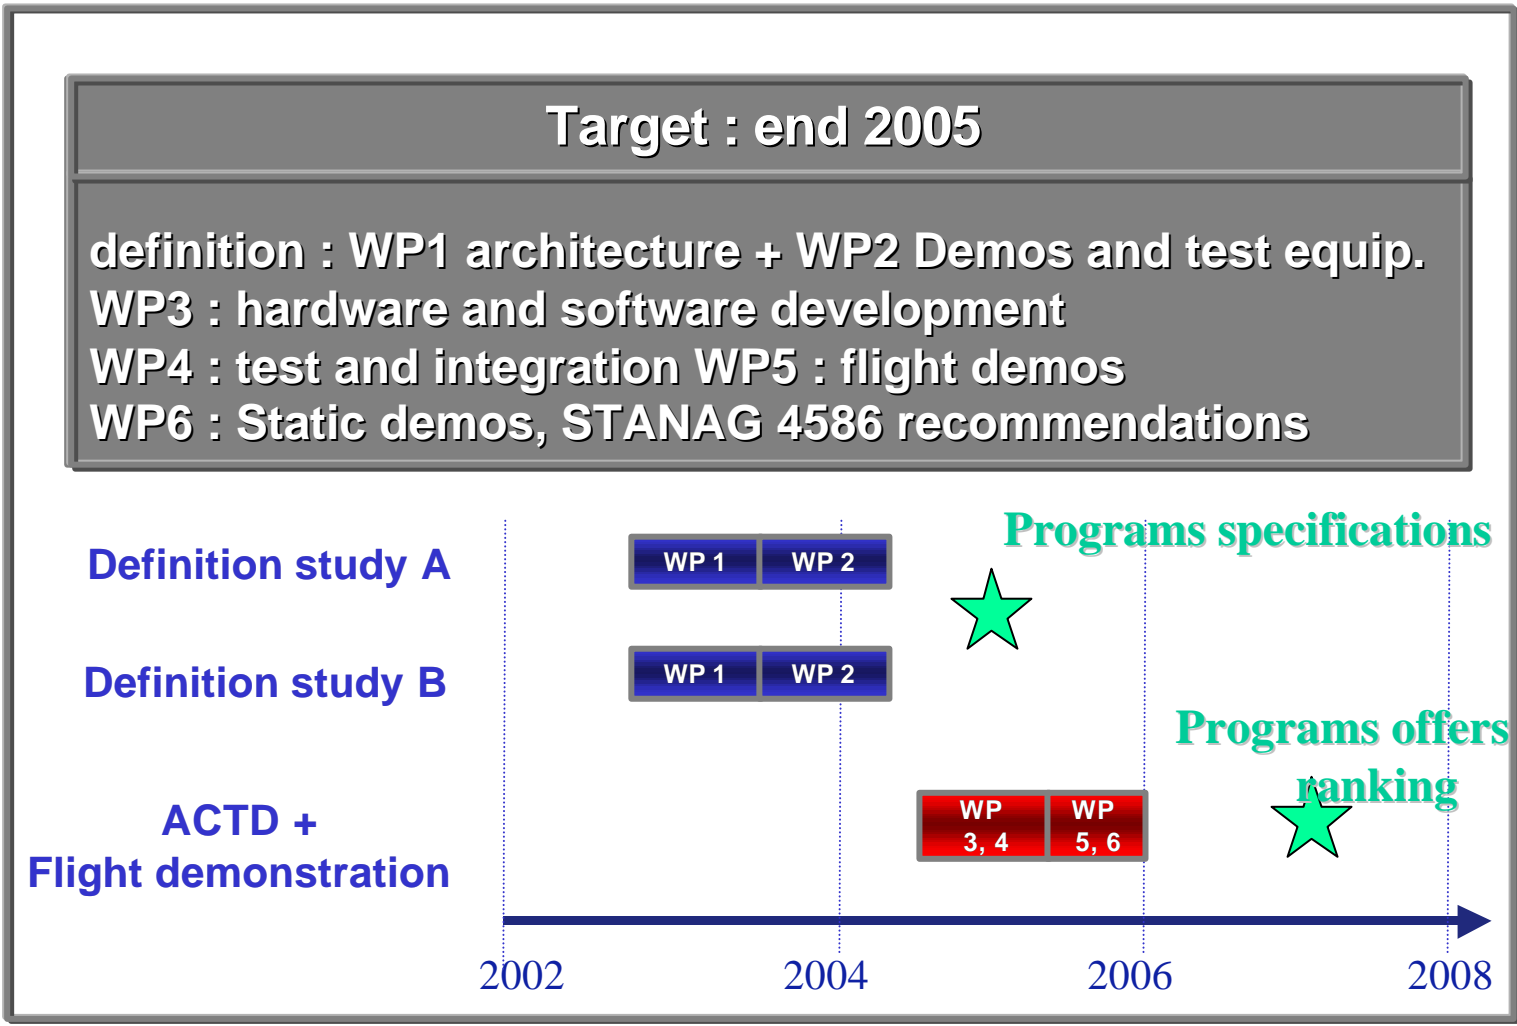 Target : end 2005
definition : WP1 architecture + WP2 Demos and test equip.
WP3 : hardware and software development
WP4 : test and integration WP5 : flight demos
WP6 : Static demos, STANAG 4586 recommendations
Programs specifications
Definition study A
WP 1 WP 2
Definition study B
WP 1 WP 2
Programs offers
ranking
ACTD +
Flight demonstration
WP
3, 4
WP
5, 6
2002 2004 2006 2008